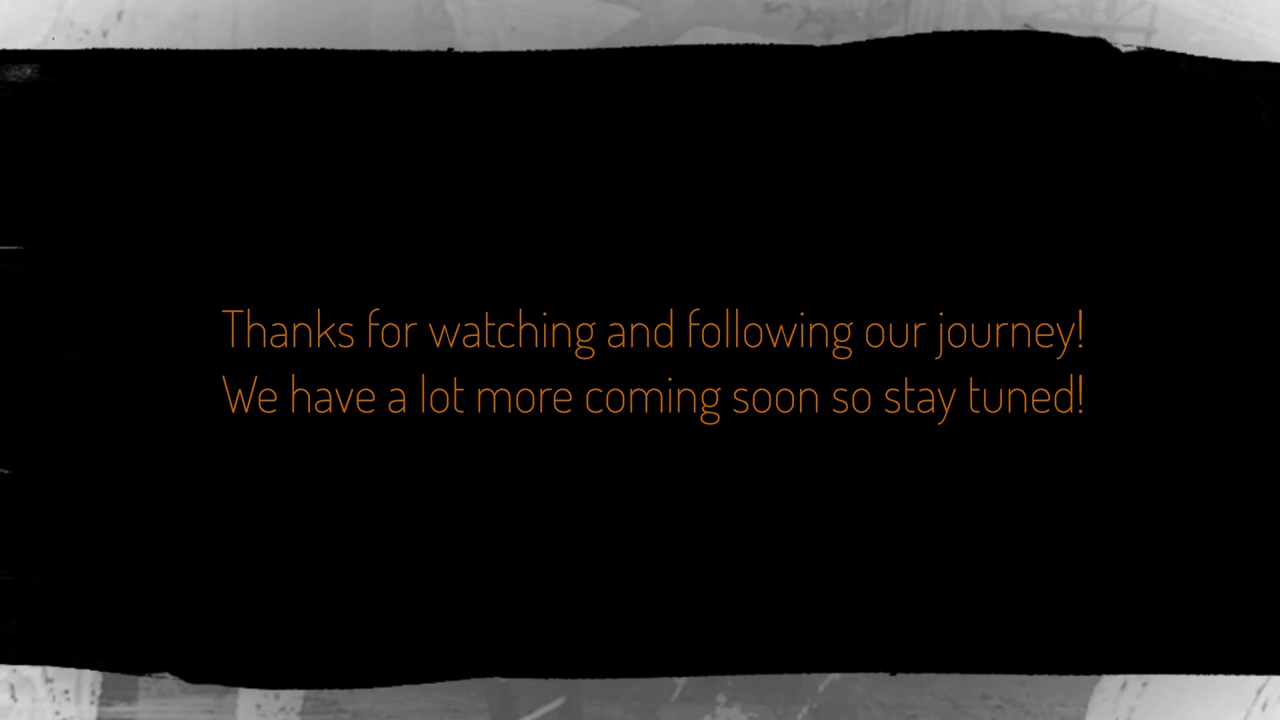 Thanks for watching and following our journey!
We have a lot more coming soon so stay tuned!